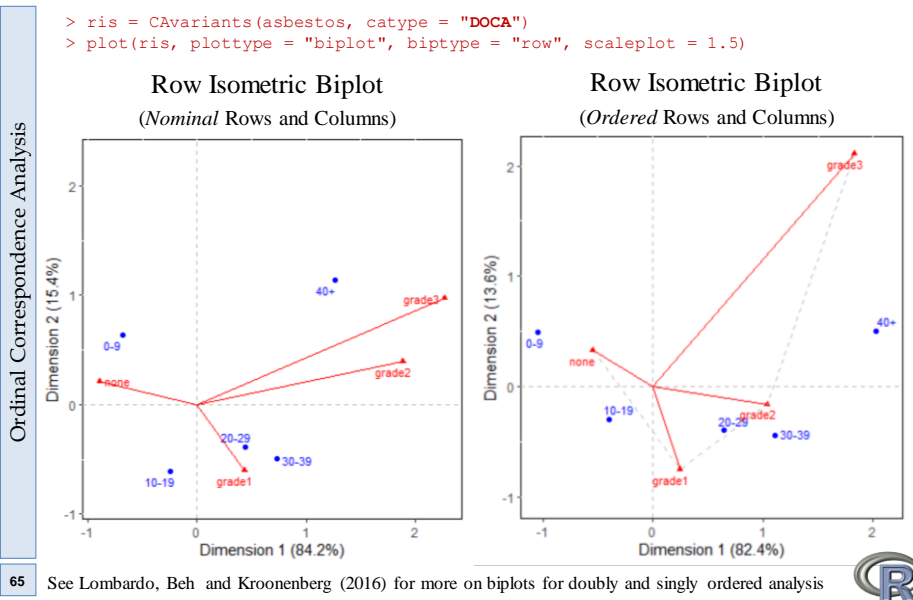 > ris = CAvariants(asbestos, catype = "DOCA")
> plot(ris, plottype = "biplot", biptype = "row", scaleplot = 1.5)
Ordinal Correspondence Analysis
Row Isometric Biplot
(Nominal Rows and Columns)
Dimension 2 (15.4%)
2
1
0
-1
40+
grade3
0-9
grade2
none
20-29
30-39
10-19
grade1
-1
0
1
2
Dimension 1 (84.2%)
Row Isometric Biplot
(Ordered Rows and Columns)
Dimension 2 (13.6%)
2
1
0
-1
grade3
40+
0-9
none
10-19
grade2
20-29
30-39
grade1
-1
0
1
2
Dimension 1 (82.4%)
65
See Lombardo, Beh and Kroonenberg (2016) for more on biplots for doubly and singly ordered analysis
R